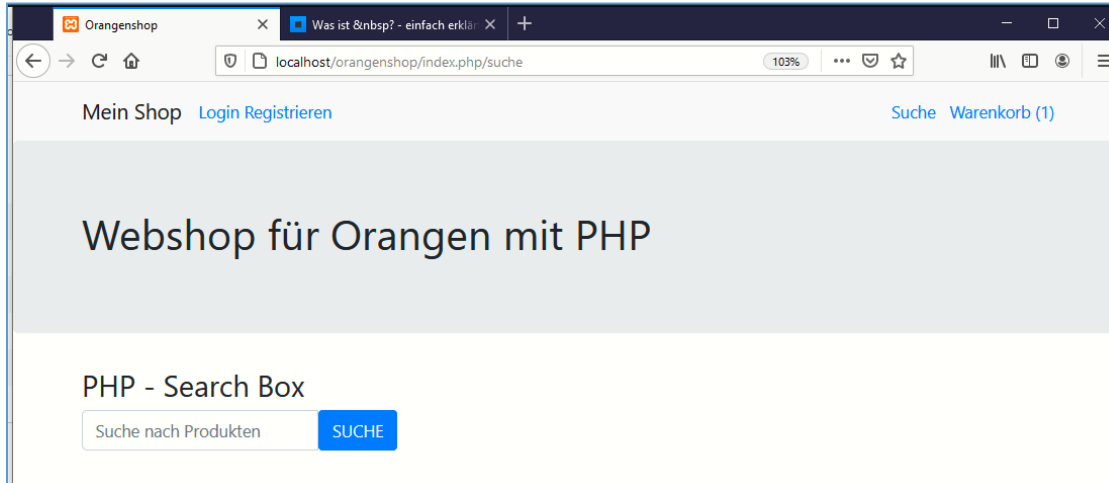 Orangenshop
Was ist &nbsp? - einfach erklär
localhost/orangenshop/index.php/suche
103%
Mein Shop Login Registrieren
Suche Warenkorb (1)
Webshop für Orangen mit PHP
PHP - Search Box
Suche nach Produkten
SUCHE